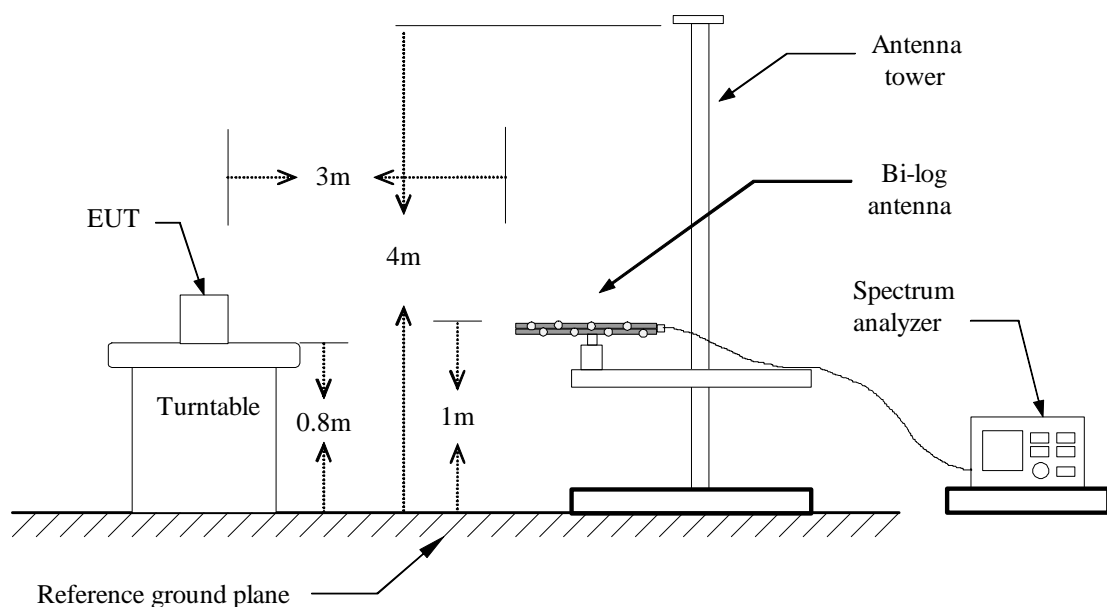 Antenna
tower
3m
Bi-log
antenna
EUT
4m
Spectrum
analyzer
Turntable
0.8m
1m
Reference ground plane